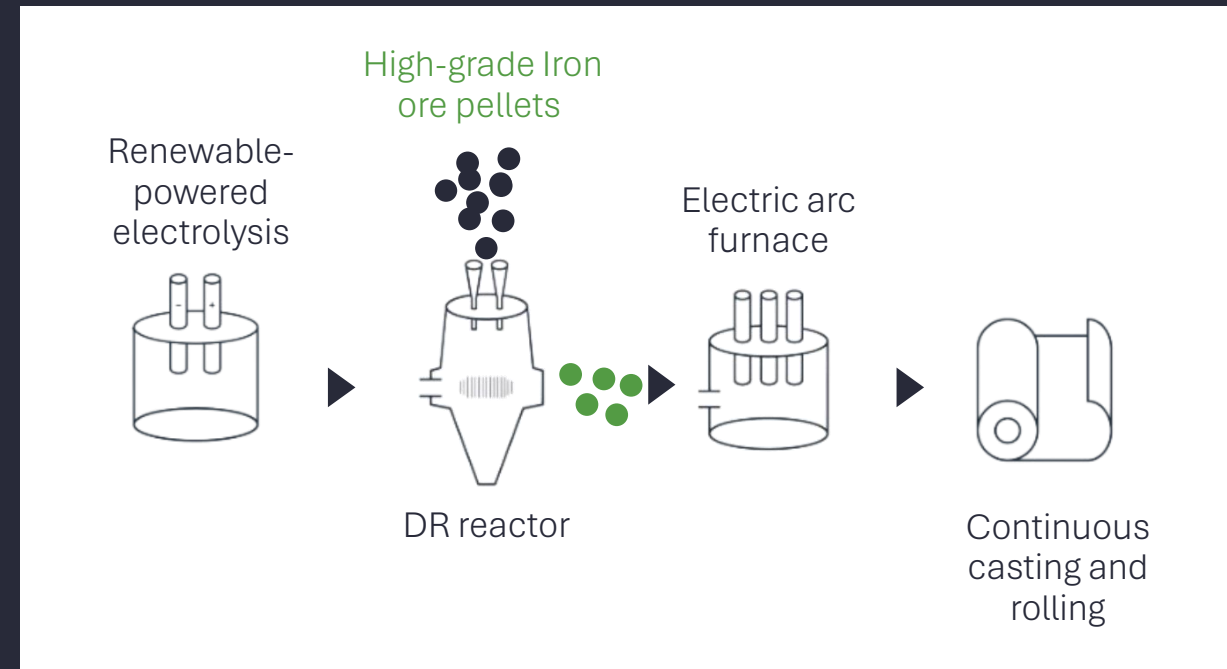 High-grade Iron
ore pellets
Renewable-
powered
electrolysis
- +
Electric arc
furnace
DR reactor
Continuous
casting and
rolling